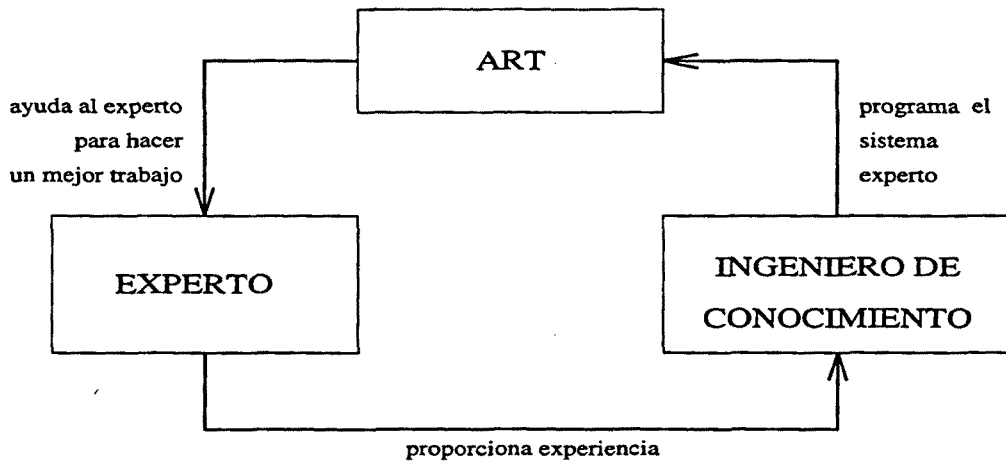 ART
ayuda al experto
para hacer
un mejor trabajo
programa el
sistema
experto
EXPERTO
INGENIERO DE
CONOCIMIENTO
proporciona experiencia